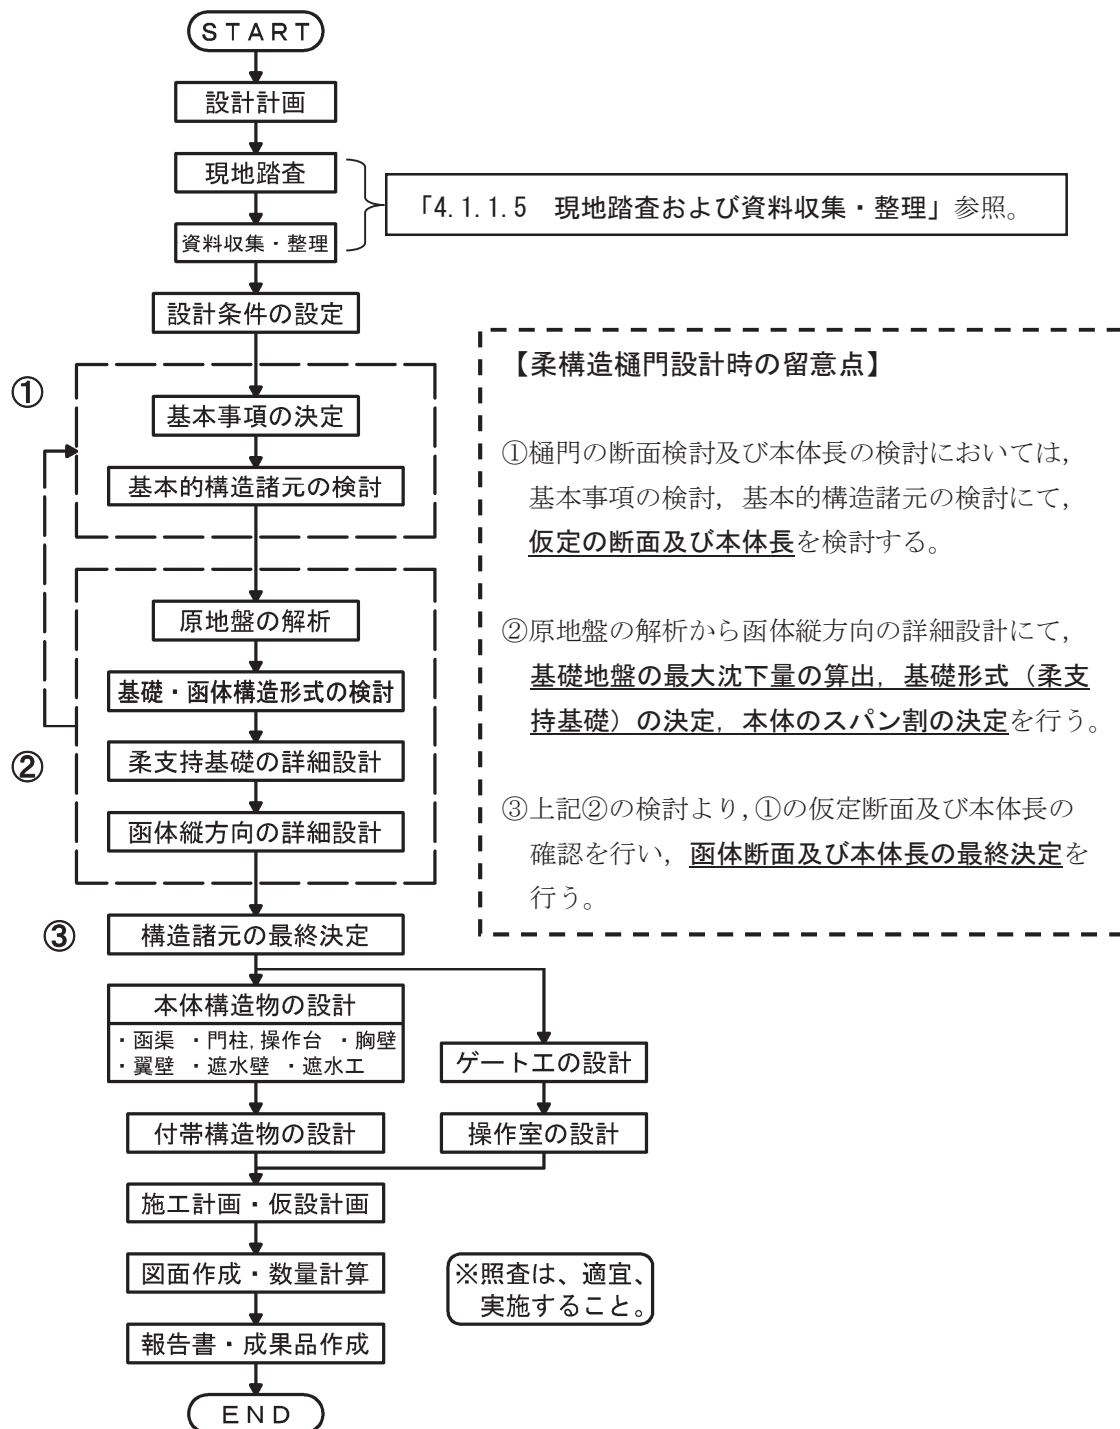 START
設計計画
現地踏査
資料収集・整理
「4.1.1.5　現地踏査および資料収集・整理」参照。
設計条件の設定
①
基本事項の決定
基本的構造諸元の検討
原地盤の解析
基礎・函体構造形式の検討
②
柔支持基礎の詳細設計
函体縦方向の詳細設計
③
構造諸元の最終決定
本体構造物の設計
・函渠　・門柱,操作台　・胸壁
・翼壁　・遮水壁　・遮水工
ゲート工の設計
付帯構造物の設計
操作室の設計
施工計画・仮設計画
図面作成・数量計算
報告書・成果品作成
END
【柔構造樋門設計時の留意点】
①樋門の断面検討及び本体長の検討においては，
基本事項の検討，基本的構造諸元の検討にて，
仮定の断面及び本体長を検討する。
②原地盤の解析から函体縦方向の詳細設計にて，
基礎地盤の最大沈下量の算出，基礎形式（柔支
持基礎）の決定，本体のスパン割の決定を行う。
③上記②の検討より，①の仮定断面及び本体長の
確認を行い，函体断面及び本体長の最終決定を
行う。
※照査は、適宜、
実施すること。